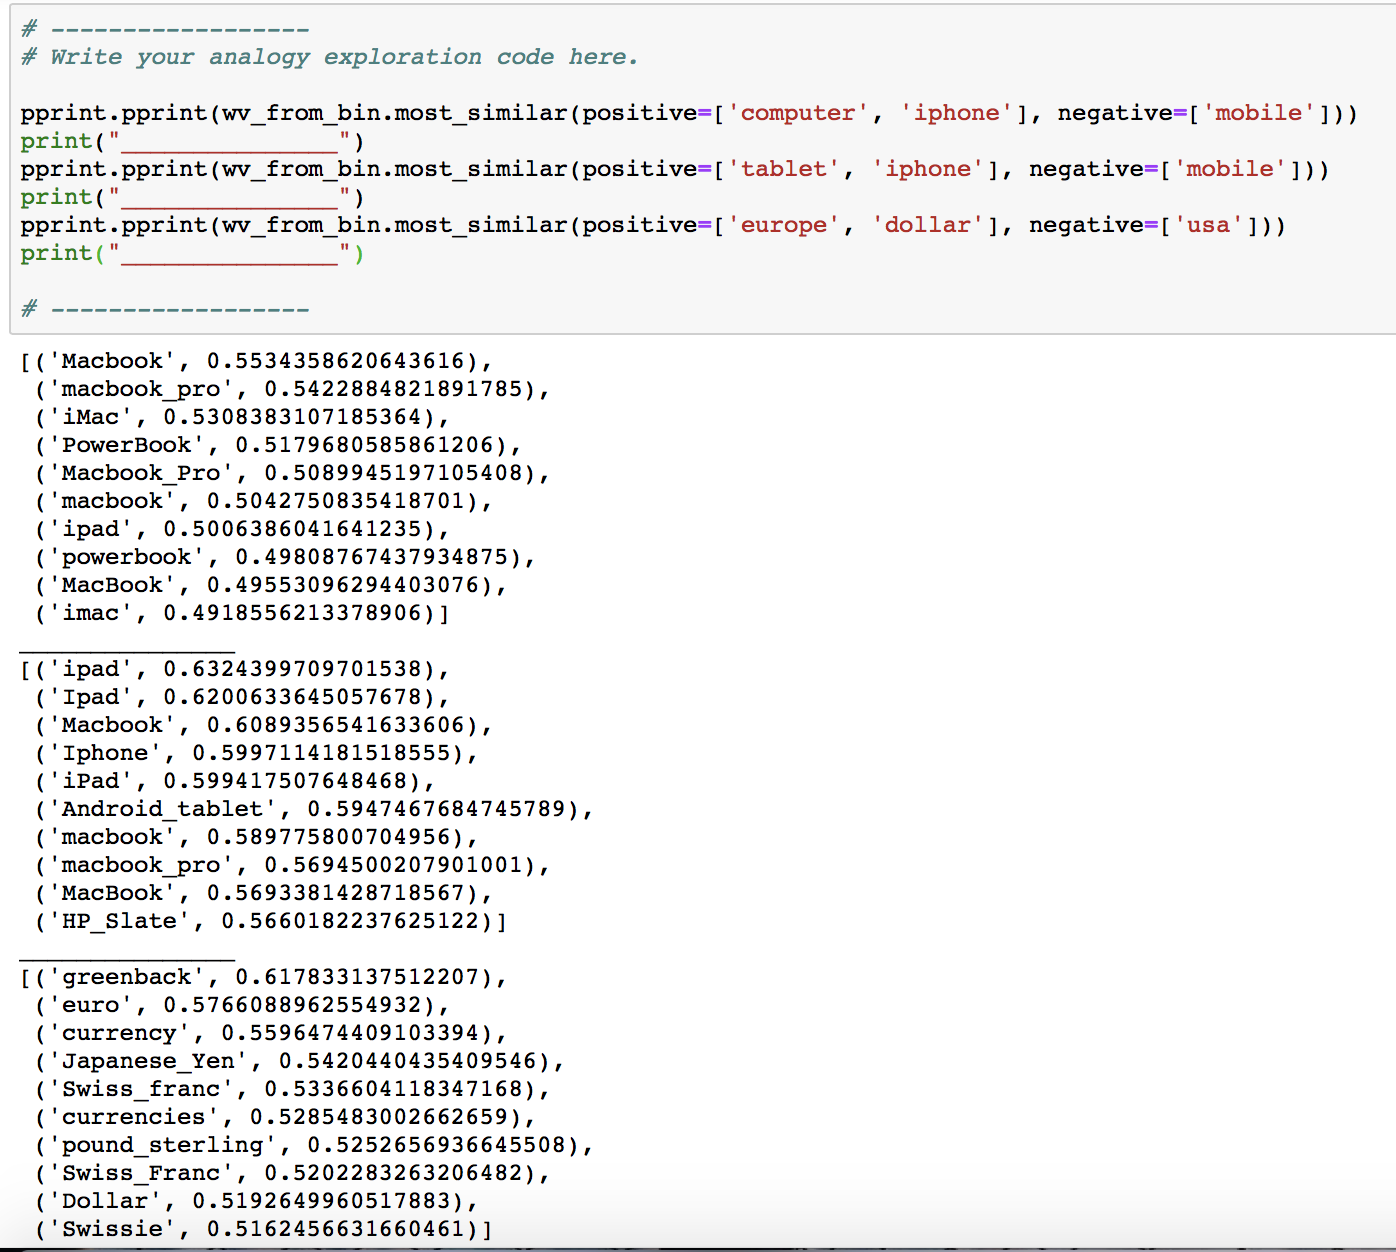 # ------------------
# Write your analogy exploration code here.
pprint.pprint(wv_from_bin.most_similar(positive=['computer', 'iphone'], negative=['mobile']))
print("_______________")
pprint.pprint(wv_from_bin.most_similar(positive=['tablet', 'iphone'], negative=['mobile']))
print("_______________")
pprint.pprint(wv_from_bin.most_similar(positive=['europe', 'dollar'], negative=['usa']))
print("_______________")
# ------------------
[('Macbook', 0.5534358620643616),
('macbook_pro', 0.5422884821891785),
('iMac', 0.5308383107185364),
('PowerBook', 0.5179680585861206),
('Macbook_Pro', 0.5089945197105408),
('macbook', 0.5042750835418701),
('ipad', 0.5006386041641235),
('powerbook', 0.49808767437934875),
('MacBook', 0.49553096294403076),
('imac', 0.4918556213378906)]
_______________
[('ipad', 0.6324399709701538),
('Ipad', 0.6200633645057678),
('Macbook', 0.6089356541633606),
('Iphone', 0.5997114181518555),
('iPad', 0.599417507648468),
('Android_tablet', 0.5947467684745789),
('macbook', 0.589775800704956),
('macbook_pro', 0.5694500207901001),
('MacBook', 0.5693381428718567),
('HP_Slate', 0.5660182237625122)]
_______________
[('greenback', 0.617833137512207),
('euro', 0.5766088962554932),
('currency', 0.5596474409103394),
('Japanese_Yen', 0.5420440435409546),
('Swiss_franc', 0.5336604118347168),
('currencies', 0.5285483002662659),
('pound_sterling', 0.5252656936645508),
('Swiss_Franc', 0.5202283263206482),
('Dollar', 0.5192649960517883),
('Swissie', 0.5162456631660461)]